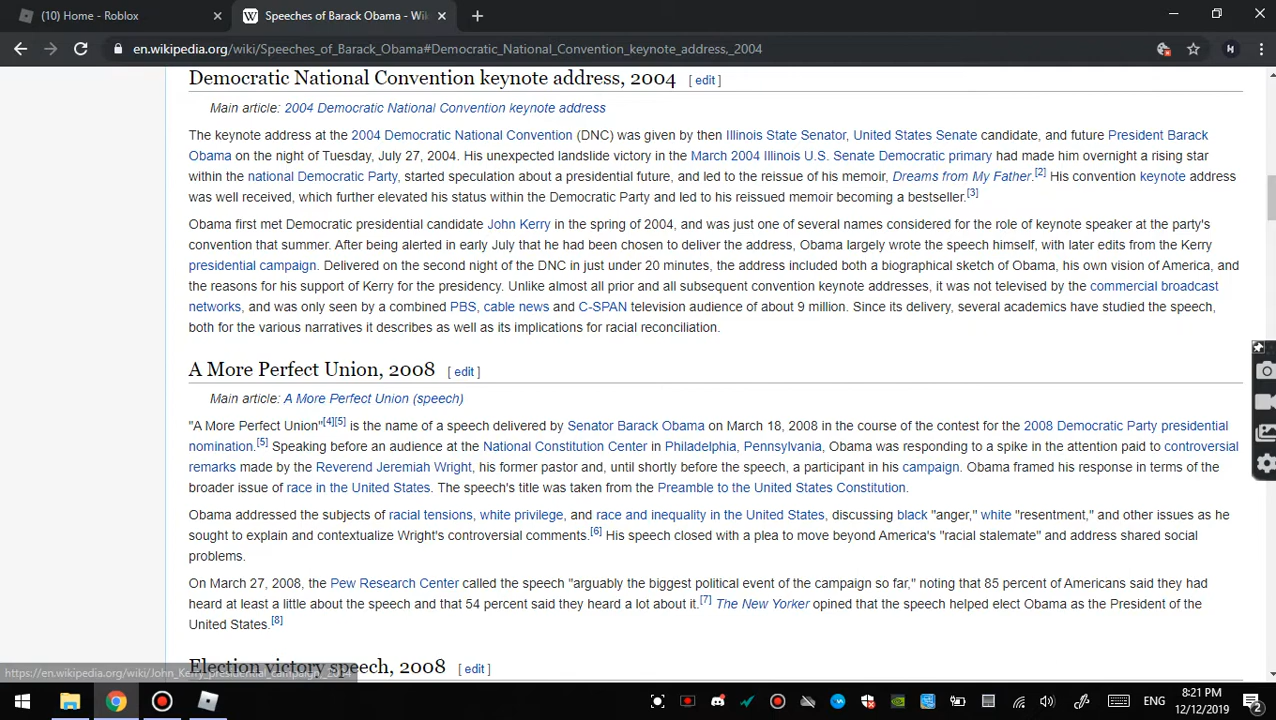 (10) Home - Roblox
Speeches of Barack Obama - Wik
en.wikipedia.org/wiki/Speeches_of_Barack_Obama#Democratic_National_Convention_keynote_address,_2004
Democratic National Convention keynote address, 2004 [ edit ]
Main article: 2004 Democratic National Convention keynote address
The keynote address at the 2004 Democratic National Convention (DNC) was given by then Illinois State Senator, United States Senate candidate, and future President Barack
Obama on the night of Tuesday, July 27, 2004. His unexpected landslide victory in the March 2004 Illinois U.S. Senate Democratic primary had made him overnight a rising star
within the national Democratic Party, started speculation about a presidential future, and led to the reissue of his memoir, Dreams from My Father.[2] His convention keynote address
was well received, which further elevated his status within the Democratic Party and led to his reissued memoir becoming a bestseller.[3]
Obama first met Democratic presidential candidate John Kerry in the spring of 2004, and was just one of several names considered for the role of keynote speaker at the party's
convention that summer. After being alerted in early July that he had been chosen to deliver the address, Obama largely wrote the speech himself, with later edits from the Kerry
presidential campaign. Delivered on the second night of the DNC in just under 20 minutes, the address included both a biographical sketch of Obama, his own vision of America, and
the reasons for his support of Kerry for the presidency. Unlike almost all prior and all subsequent convention keynote addresses, it was not televised by the commercial broadcast
networks, and was only seen by a combined PBS, cable news and C-SPAN television audience of about 9 million. Since its delivery, several academics have studied the speech,
both for the various narratives it describes as well as its implications for racial reconciliation.
A More Perfect Union, 2008 [ edit ]
Main article: A More Perfect Union (speech)
"A More Perfect Union"[4][5] is the name of a speech delivered by Senator Barack Obama on March 18, 2008 in the course of the contest for the 2008 Democratic Party presidential
nomination.[5] Speaking before an audience at the National Constitution Center in Philadelphia, Pennsylvania, Obama was responding to a spike in the attention paid to controversial
remarks made by the Reverend Jeremiah Wright, his former pastor and, until shortly before the speech, a participant in his campaign. Obama framed his response in terms of the
broader issue of race in the United States. The speech's title was taken from the Preamble to the United States Constitution.
Obama addressed the subjects of racial tensions, white privilege, and race and inequality in the United States, discussing black "anger," white "resentment," and other issues as he
sought to explain and contextualize Wright's controversial comments.[6] His speech closed with a plea to move beyond America's "racial stalemate" and address shared social
problems.
On March 27, 2008, the Pew Research Center called the speech "arguably the biggest political event of the campaign so far," noting that 85 percent of Americans said they had
heard at least a little about the speech and that 54 percent said they heard a lot about it.[7] The New Yorker opined that the speech helped elect Obama as the President of the
United States.[8]
Election victory speech, 2008 [ edit ]
https://en.wikipedia.org/wiki/John_Kerry_presidential_campaign,_2004
ENG
8:21 PM
12/12/2019
2